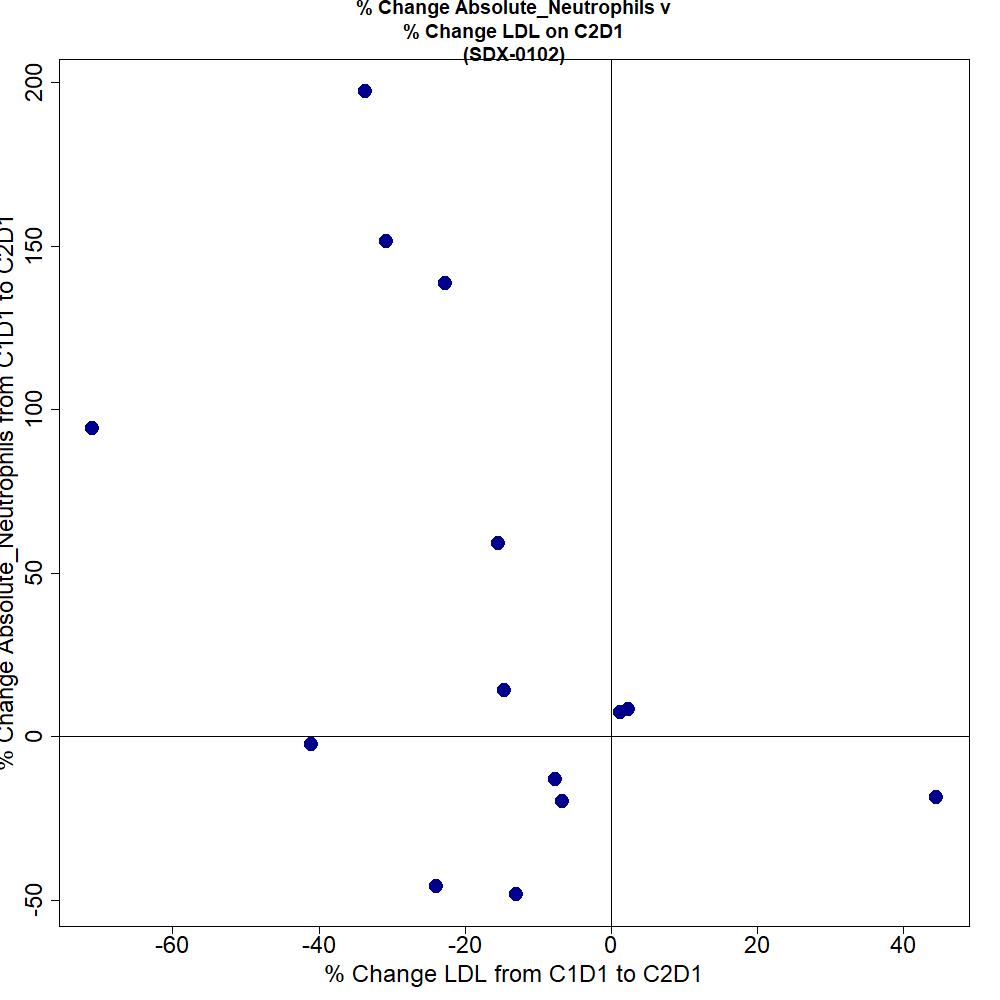 % Change Absolute_Neutrophils v
% Change LDL on C2D1
(SDX-0102)
% Change Absolute_Neutrophils from C1D1 to C2D1
200
150
100
50
0
-50
-60
-40
-20
0
20
40
% Change LDL from C1D1 to C2D1